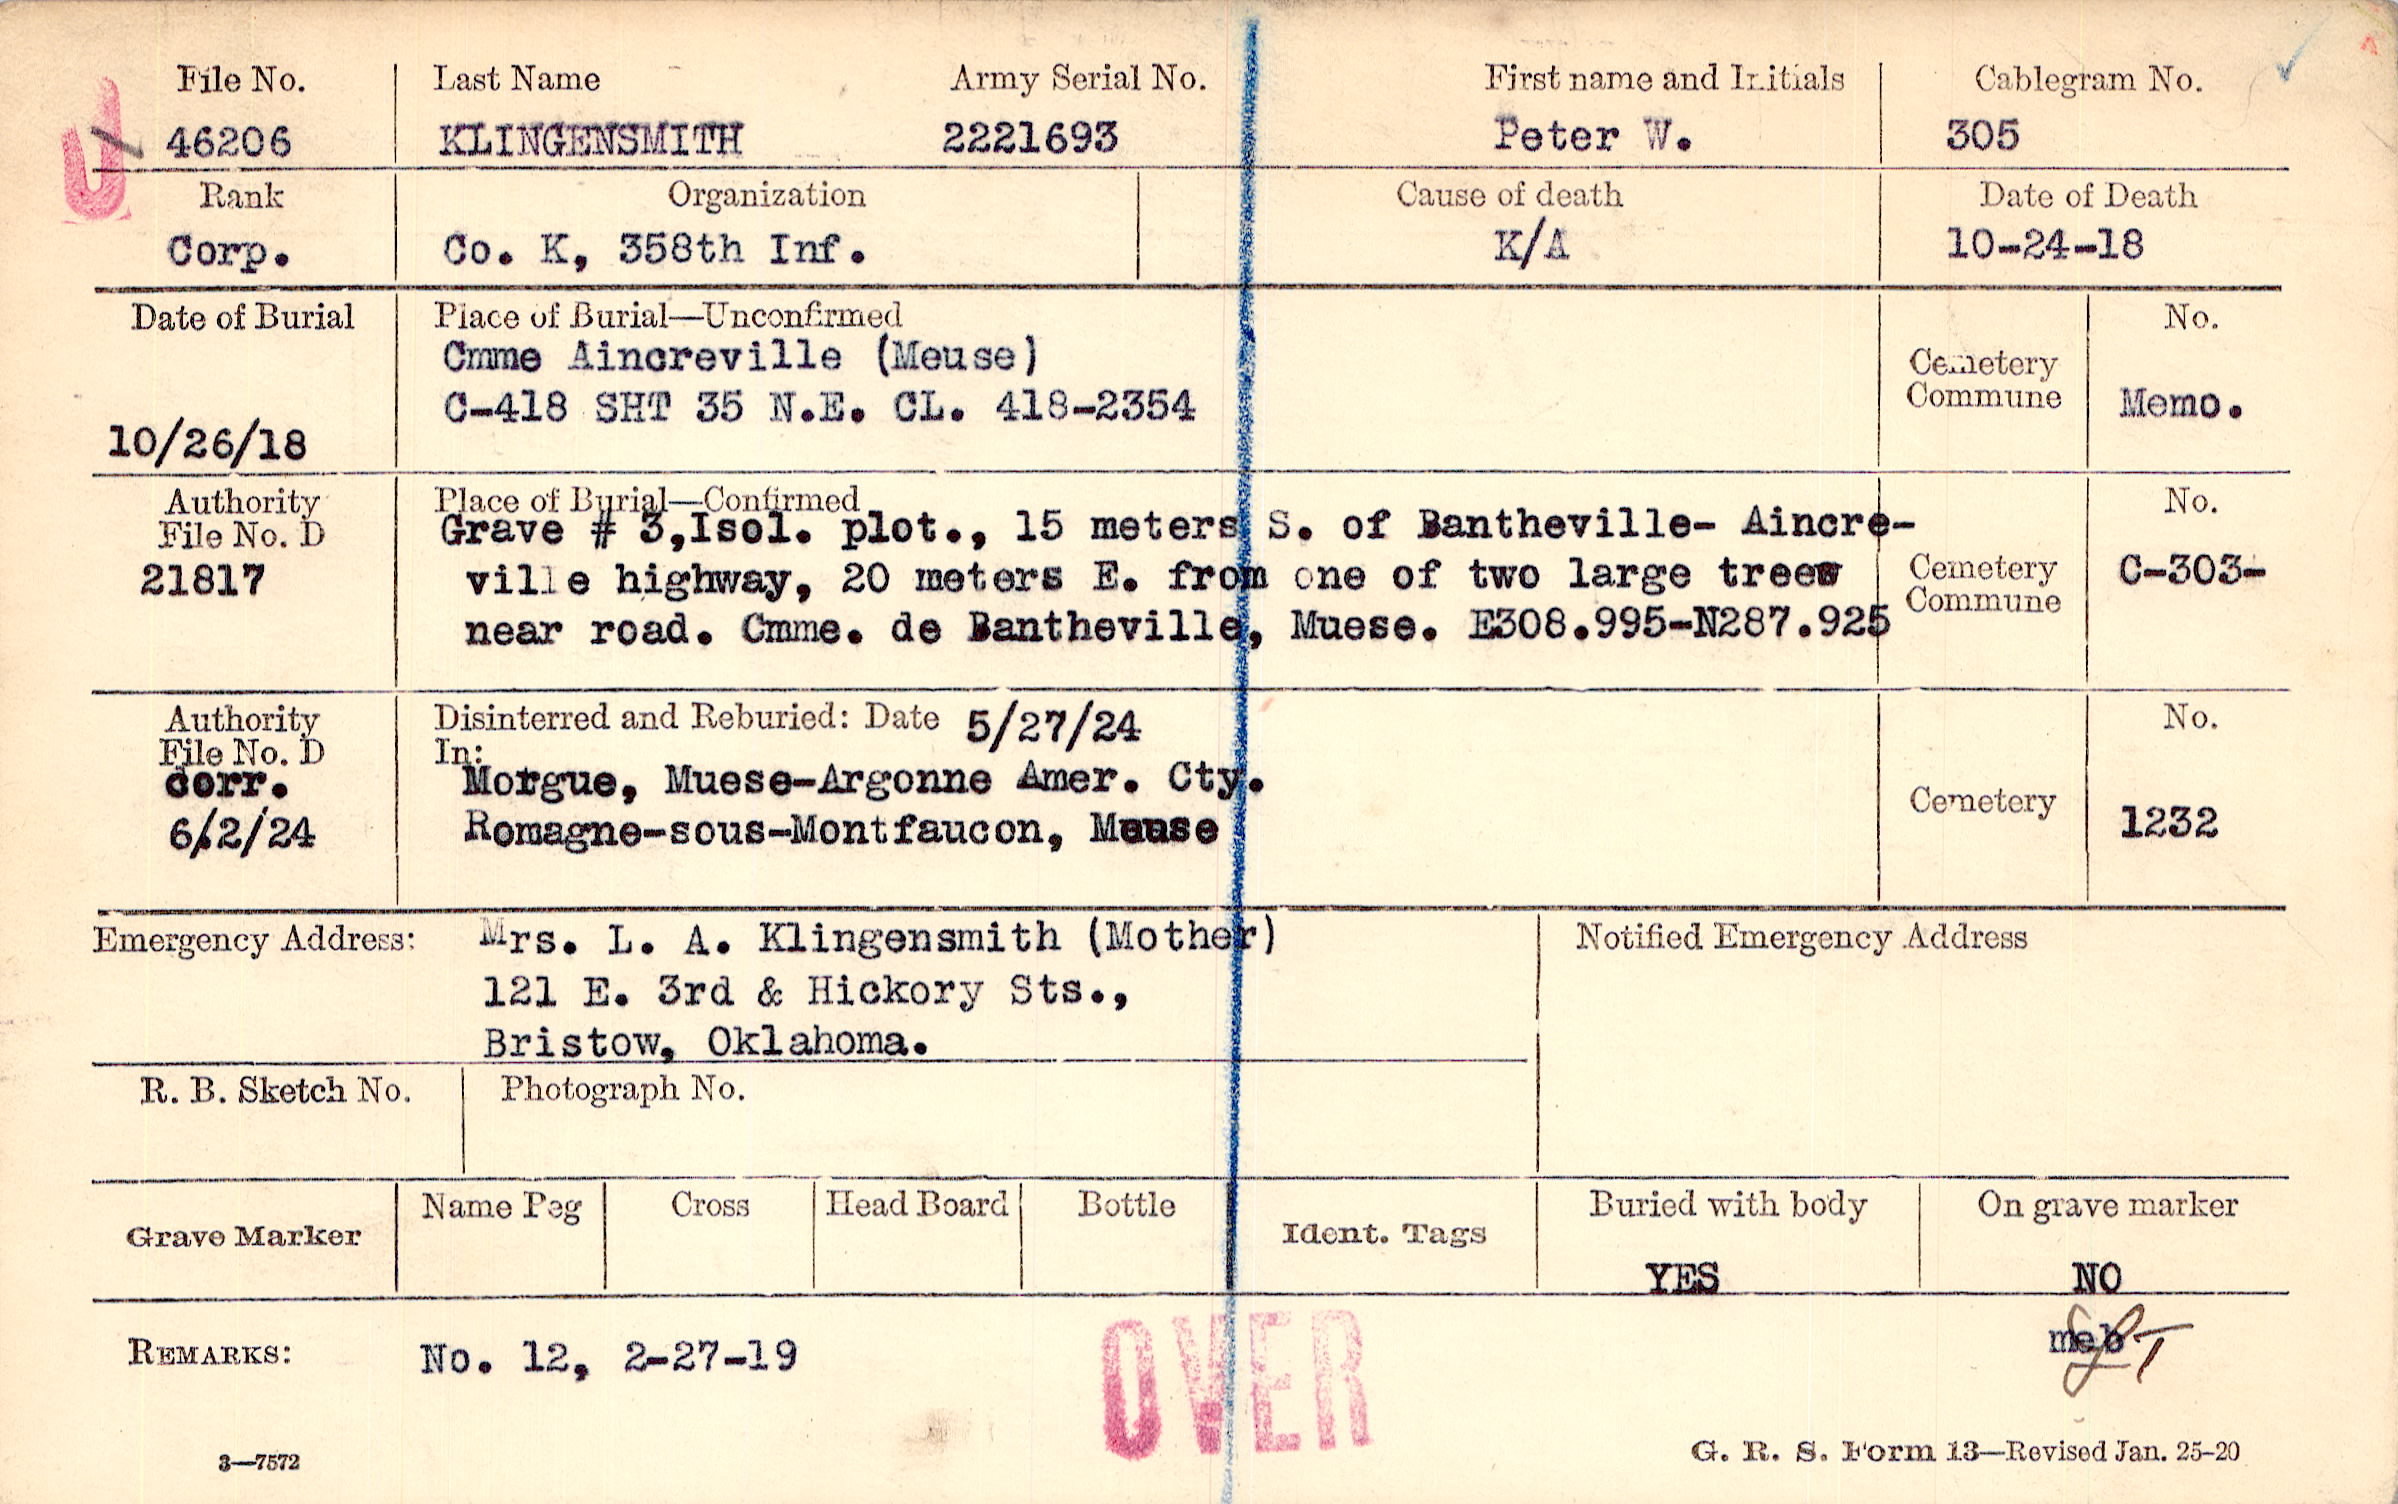 File No. Last Name Army Serial No. First name and Initials Cablegram No.
46206 KLINGENSMITH 2221693 Peter W. 305
Rank Organization Cause of death Date of Death
Corp. Co. K, 358th Inf. K/A 10-24-18
Date of Burial Place of Burial—Unconfirmed No.
Cmme Aincreville (Meuse)
Cemetery
Commune
C-418 SHT 35 N.E. CL. 418-2354 Memo.
10/26/18
Authority Place of Burial—Confirmed No.
File No. D Grave # 3,Isol. plot., 15 meters S. of Bantheville- Aincre-
21817 ville highway, 20 meters E. from one of two large trees
Cemetery C-303-
Commune
near road. Cmme. de Bantheville, Muese. E308.995-N287.925
Authority Disinterred and Reburied: Date 5/27/24 No.
File No. D In:
corr. Morgue, Muese-Argonne Amer. Cty.
Cemetery
6/2/24 Romagne-sous-Montfaucon, Meuse 1232
Emergency Address: Mrs. L. A. Klingensmith (Mother) Notified Emergency Address
121 E. 3rd & Hickory Sts.,
Bristow, Oklahoma.
R. B. Sketch No. Photograph No.
Name Peg Cross Head Board Bottle Buried with body On grave marker
Grave Marker Ident. Tags
YES NO
meb
REMARKS: No. 12, 2-27-19
OVER
3—7572 G. R. S. Form 13—Revised Jan. 25-20